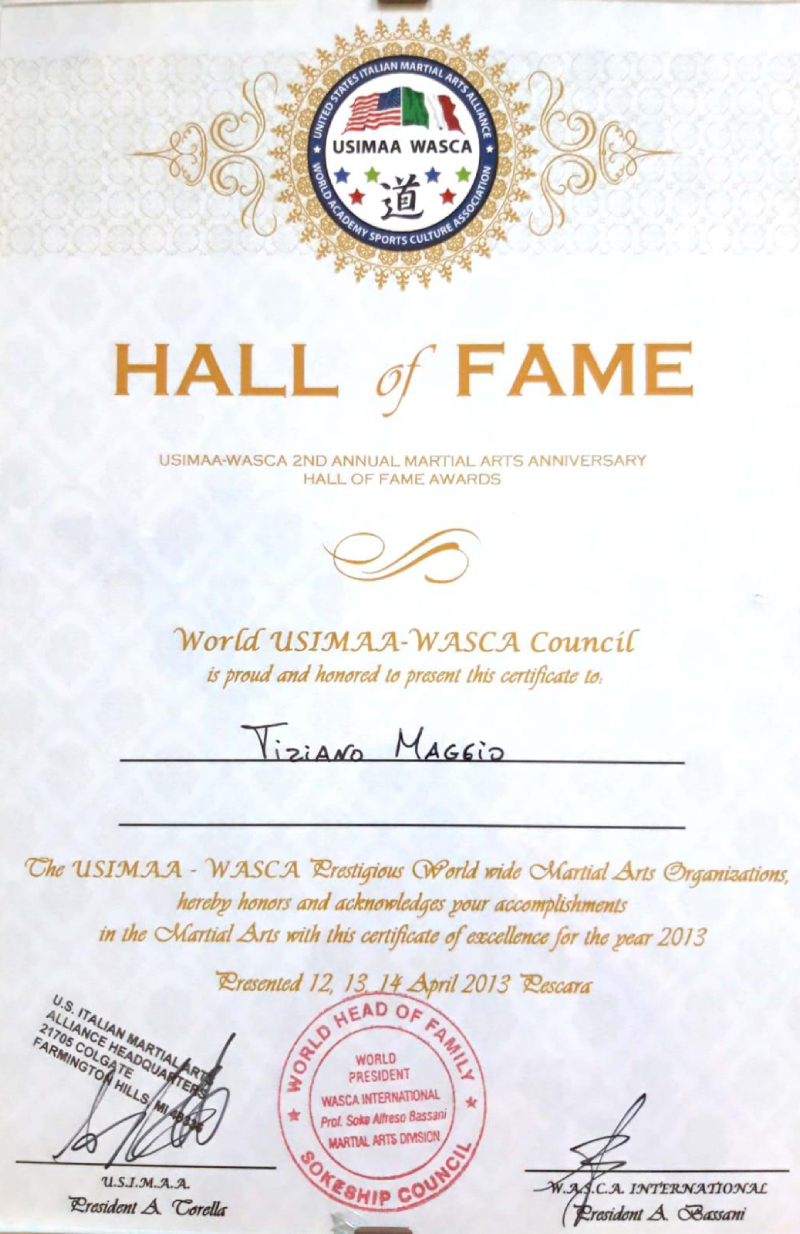 UNITED STATES ITALIAN MARTIAL ARTS ALLIANCE
USIMAA WASCA
道
WORLD ACADEMY SPORTS CULTURE ASSOCIATION
HALL of FAME
USIMAA-WASCA 2ND ANNUAL MARTIAL ARTS ANNIVERSARY
HALL OF FAME AWARDS
World USIMAA-WASCA Council
is proud and honored to present this certificate to:
Tiziano Maggio
The USIMAA - WASCA Prestigious World wide Martial Arts Organizations,
hereby honors and acknowledges your accomplishments
in the Martial Arts with this certificate of excellence for the year 2013
Presented 12, 13, 14 April 2013 Pescara
U.S. ITALIAN MARTIAL ARTS
ALLIANCE HEADQUARTERS
21705 COLGATE
FARMINGTON HILLS, MI
WORLD HEAD OF FAMILY
WORLD
PRESIDENT
WASCA INTERNATIONAL
Prof. Soke Alfreso Bassani
MARTIAL ARTS DIVISION
SOKESHIP COUNCIL
U.S.I.M.A.A.
President A. Torella
W.A.S.C.A. INTERNATIONAL
President A. Bassani